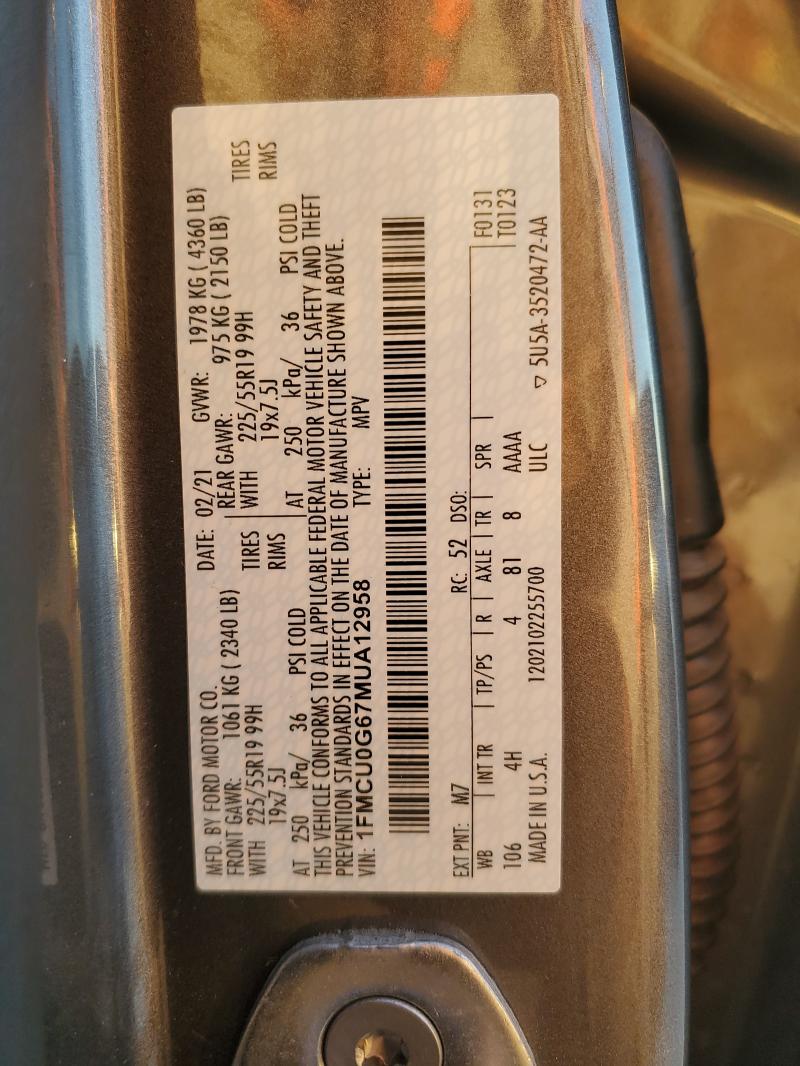 MFD. BY FORD MOTOR CO. DATE: 02/21 GVWR: 1978 KG ( 4360 LB)
FRONT GAWR: 1061 KG ( 2340 LB) REAR GAWR: 975 KG ( 2150 LB)
WITH 225/55R19 99H TIRES WITH 225/55R19 99H TIRES
19x7.5J RIMS 19x7.5J RIMS
AT 250 kPa/ 36 PSI COLD AT 250 kPa/ 36 PSI COLD
THIS VEHICLE CONFORMS TO ALL APPLICABLE FEDERAL MOTOR VEHICLE SAFETY AND THEFT
PREVENTION STANDARDS IN EFFECT ON THE DATE OF MANUFACTURE SHOWN ABOVE.
VIN: 1FMCU0G67MUA12958 TYPE: MPV
EXT PNT: M7 RC: 52 DSO: F0131
WB INT TR TP/PS R AXLE TR SPR T0123
106 4H 4 81 8 AAAA
MADE IN U.S.A. 1202102255700 ULC ▽ 5U5A-3520472-AA